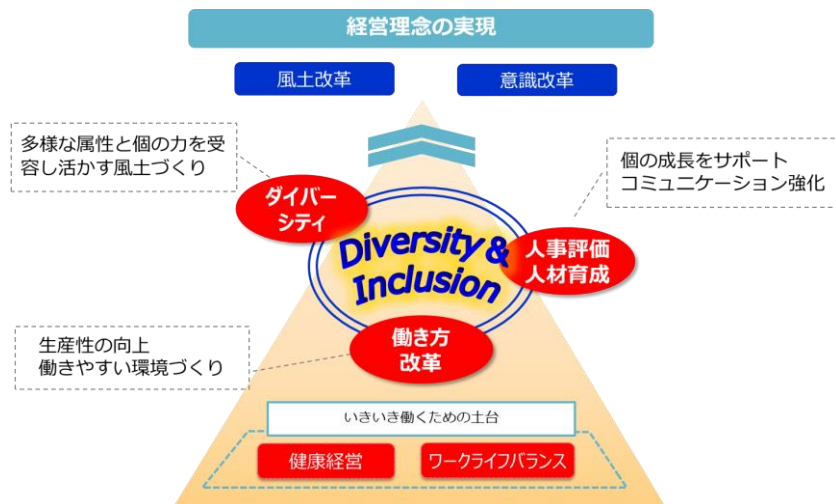 経営理念の実現
風土改革
意識改革
多様な属性と個の力を受
容し活かす風土づくり
個の成長をサポート
コミュニケーション強化
ダイバー
シティ
Diversity &
Inclusion
人事評価
人材育成
働き方
改革
生産性の向上
働きやすい環境づくり
いきいき働くための土台
健康経営
ワークライフバランス